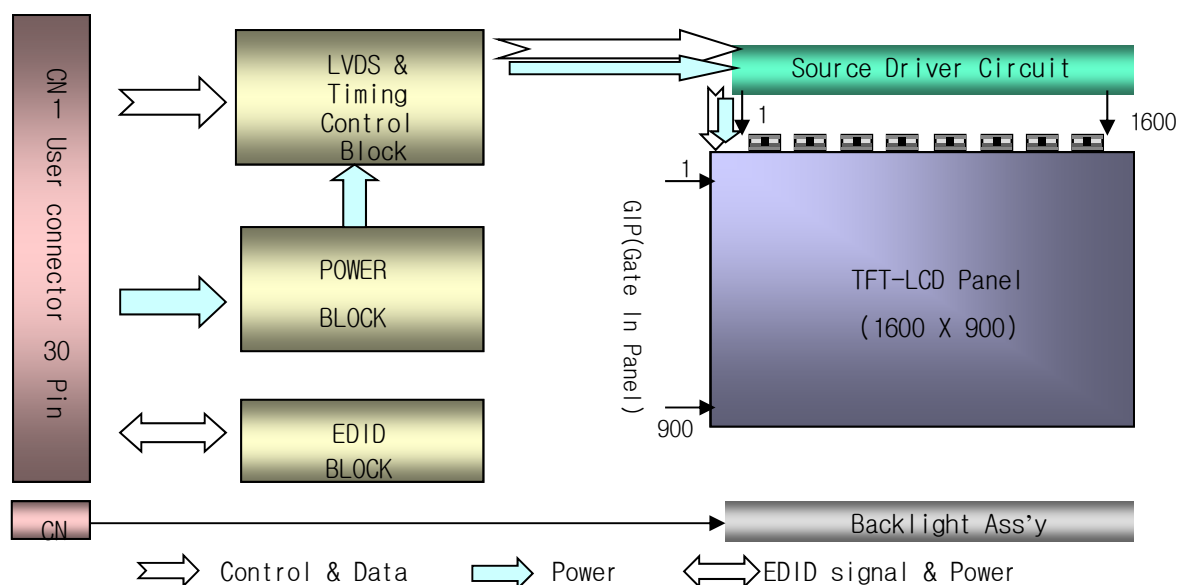 CN-1 User connector 30 Pin
LVDS &
Timing
Control
Block
Source Driver Circuit
1
1600
POWER
BLOCK
1
GIP(Gate In Panel)
900
TFT-LCD Panel
(1600 X 900)
EDID
BLOCK
CN
Backlight Ass'y
Control & Data
Power
EDID signal & Power